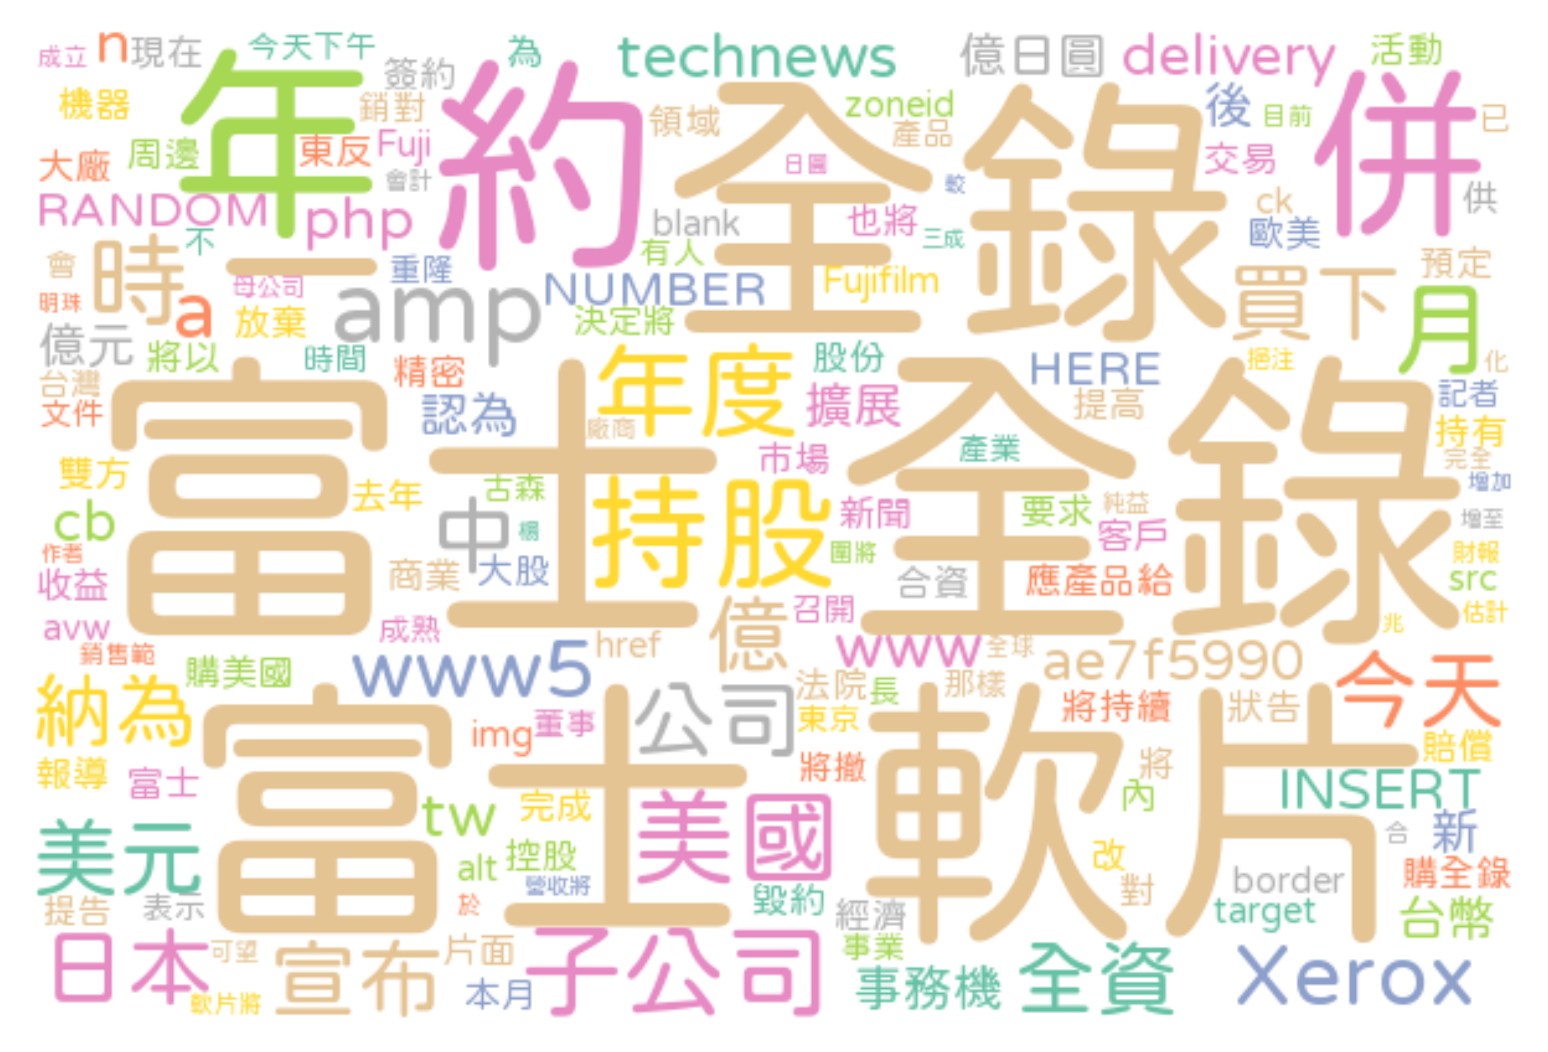 成立 n 現在 今天下午 簽約 為 technews 億日圓 delivery 活動
機器 年 銷對 約 領域 全錄 zoneid 產品 後 目前 併 已
大廠 周邊 東反 Fuji 會計 日圓 較 交易
RANDOM php blank 也將 三成 ck 歐美 供
會 時 不 一 重隆 有人 Fujifilm 買下 預定
明珠 a 母公司 放棄 amp NUMBER 決定將 月
億元 將以 時間 精密 年度 股份 HERE 挹注 化
台灣 文件 富士全錄 認為 廠商 擴展 提高 記者
雙方 去年 古森 市場 產業 持有 完全
cb 中 持股 新聞 要求 純益 客戶 增加 增至
作者 收益 商業 大股 圍將 合資 應產品給 財報 src
avw 成熟 億 召開 兆 估計
銷售範 購美國 www5 href www 全球 ae7f5990 今天
納為 富士軟片 img 董事 公司 法院 長 東京 那樣 將持續 狀告 賠償
報導 富士 將撤 將 內 INSERT
美元 tw 完成 美國 改 合 新
alt 控股 營收將 毀約 對 border 購全錄
提告 表示 於 經濟 target 台幣
日本 可望 宣布 片面 子公司 事業 事務機 全資 Xerox
軟片將 本月